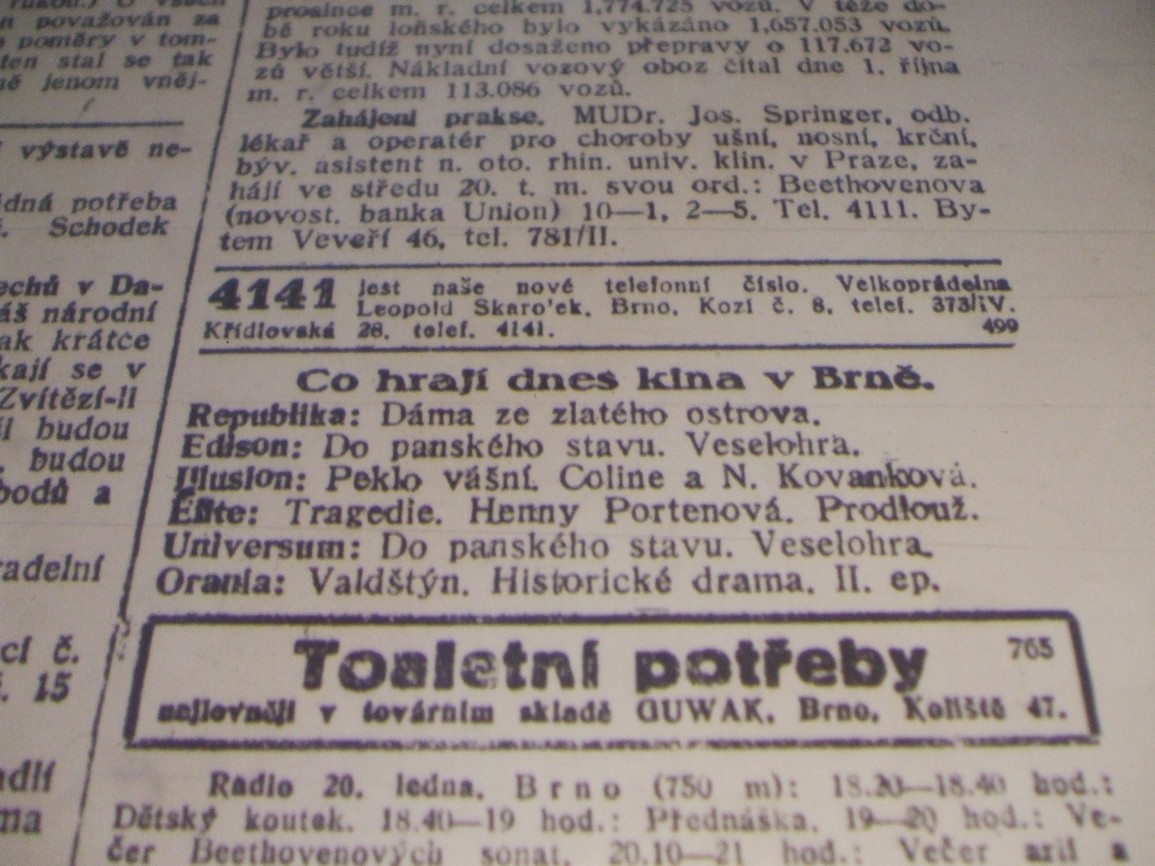 považován za
poměry v tom-
ten stal se tak
ně jenom vněj-
výstavě ne-
potřeba
Schodek
v Da-
národní
ak krátce
se v
Zvítězí-li
budou
budou
bodů a
č.
15
prosince m. r. celkem 1,774.725 vozů. V téže do-
bě roku loňského bylo vykázáno 1,657.053 vozů.
Bylo tudíž nyní dosaženo přepravy o 117.672 vo-
zů větší. Nákladní vozový oboz čítal dne 1. října
m. r. celkem 113.086 vozů.
Zahájení prakse. MUDr. Jos. Springer, odb.
lékař a operatér pro choroby ušní, nosní, krční,
býv. asistent n. oto. rhin. univ. klin. v Praze, za-
hájí ve středu 20. t. m. svou ord.: Beethovenova
(novost. banka Union) 10—1, 2—5. Tel. 4111. By-
tem Veveří 46, tel. 781/II.
4141 jest naše nové telefonní číslo. Velkoprádelna
Leopold Skaro'ek, Brno, Kozí č. 8, telef. 373/IV.
Křídlovská 28, telef. 4141. 499
Co hrají dnes kina v Brně.
Republika: Dáma ze zlatého ostrova.
Edison: Do panského stavu. Veselohra.
Illusion: Peklo vášní. Coline a N. Kovanková.
Elite: Tragedie. Henny Portenová. Prodlouž.
Universum: Do panského stavu. Veselohra.
Orania: Valdštýn. Historické drama. II. ep.
Toaletní potřeby 765
nejlevněji v továrním skladě GUWAK, Brno, Koliště 47.
Radio 20. ledna. Brno (750 m): 18.20—18.40 hod.:
Dětský koutek. 18.40—19 hod.: Přednáška. 19—20 hod.: Ve-
čer Beethovenových sonat. 20.10—21 hod.: Večer arií a